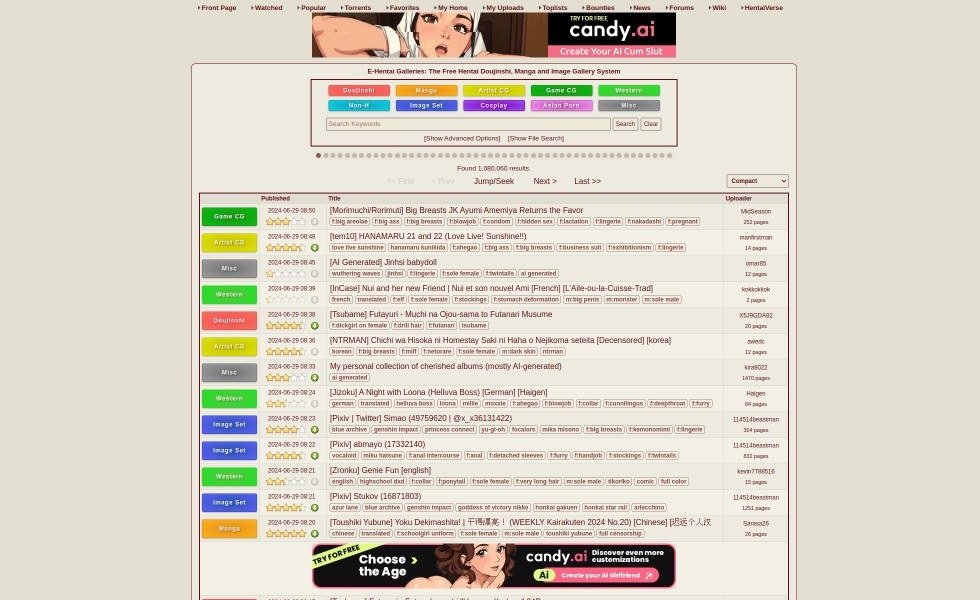 Front Page Watched Popular Torrents Favorites My Home My Uploads Toplists Bounties News Forums Wiki HentaiVerse
TRY FOR FREE
candy.ai
Create Your AI Cum Slut
E-Hentai Galleries: The Free Hentai Doujinshi, Manga and Image Gallery System
Doujinshi Manga Artist CG Game CG Western
Non-H Image Set Cosplay Asian Porn Misc
Search Keywords Search Clear
[Show Advanced Options] [Show File Search]
Found 1,080,060 results.
<< First < Prev Jump/Seek Next > Last >> Compact
Published Title Uploader
Game CG 2024-06-29 08:50 [Morimuchi/Rorimuti] Big Breasts JK Ayumi Amemiya Returns the Favor MidSeason
f:big areolae f:big ass f:big breasts f:blowjob f:condom f:hidden sex f:lactation f:lingerie f:nakadashi f:pregnant 252 pages
Artist CG 2024-06-29 08:48 [Item10] HANAMARU 21 and 22 (Love Live! Sunshine!!) manfirstman
love live sunshine hanamaru kunikida f:ahegao f:big ass f:big breasts f:business suit f:exhibitionism f:lingerie 14 pages
Misc 2024-06-29 08:45 [AI Generated] Jinhsi babydoll omar85
wuthering waves jinhsi f:lingerie f:sole female f:twintails ai generated 12 pages
Western 2024-06-29 08:39 [InCase] Nui and her new Friend | Nui et son nouvel Ami [French] [L'Aile-ou-la-Cuisse-Trad] kokkokkok
french translated f:elf f:sole female f:stockings f:stomach deformation m:big penis m:monster m:sole male 2 pages
Doujinshi 2024-06-29 08:38 [Tsubame] Futayuri - Muchi na Ojou-sama to Futanari Musume X5J9GDA82
f:dickgirl on female f:drill hair f:futanari tsubame 20 pages
Artist CG 2024-06-29 08:36 [NTRMAN] Chichi wa Hisoka ni Homestay Saki ni Haha o Nejikoma seteita [Decensored] [korea] awedc
korean f:big breasts f:milf f:netorare f:sole female m:dark skin ntrman 12 pages
Misc 2024-06-29 08:33 My personal collection of cherished albums (mostly AI-generated) kira9022
ai generated 1470 pages
Western 2024-06-29 08:24 [Jizoku] A Night with Loona (Helluva Boss) [German] [Haigen] Haigen
german translated helluva boss loona millie moxxie f:ahegao f:blowjob f:collar f:cunnilingus f:deepthroat f:furry 84 pages
Image Set 2024-06-29 08:23 [Pixiv | Twitter] Simao (49759620 | @x_x36131422) 114514beastman
blue archive genshin impact princess connect yu-gi-oh focalors mika misono f:big breasts f:kemonomimi f:lingerie 304 pages
Image Set 2024-06-29 08:22 [Pixiv] abmayo (17332140) 114514beastman
vocaloid miku hatsune f:anal intercourse f:anal f:detached sleeves f:furry f:handjob f:stockings f:twintails 832 pages
Western 2024-06-29 08:21 [Zronku] Genie Fun [english] kevin7788516
english highschool dxd f:collar f:ponytail f:sole female f:very long hair m:sole male tikoriko comic full color 15 pages
Image Set 2024-06-29 08:21 [Pixiv] Stukov (16871803) 114514beastman
azur lane blue archive genshin impact goddess of victory nikke honkai gakuen honkai star rail arlecchino 1251 pages
Manga 2024-06-29 08:20 [Toushiki Yubune] Yoku Dekimashita! | 干得漂亮！ (WEEKLY Kairakuten 2024 No.20) [Chinese] [迟远个人汉 Sarasa26
chinese translated f:schoolgirl uniform f:sole female m:sole male toushiki yubune full censorship 26 pages
TRY FOR FREE Choose the Age candy.ai Discover even more customizations
Ai Create your AI Girlfriend